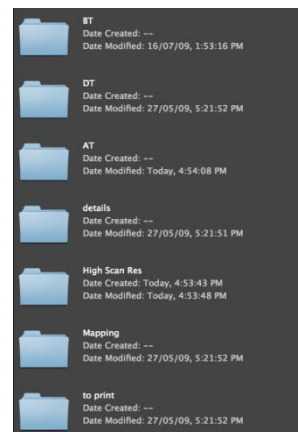 BT
Date Created: --
Date Modified: 16/07/09, 1:53:16 PM
DT
Date Created: --
Date Modified: 27/05/09, 5:21:52 PM
AT
Date Created: --
Date Modified: Today, 4:54:08 PM
details
Date Created: --
Date Modified: 27/05/09, 5:21:51 PM
High Scan Res
Date Created: Today, 4:53:43 PM
Date Modified: Today, 4:53:48 PM
Mapping
Date Created: --
Date Modified: 27/05/09, 5:21:52 PM
to print
Date Created: --
Date Modified: 27/05/09, 5:21:52 PM